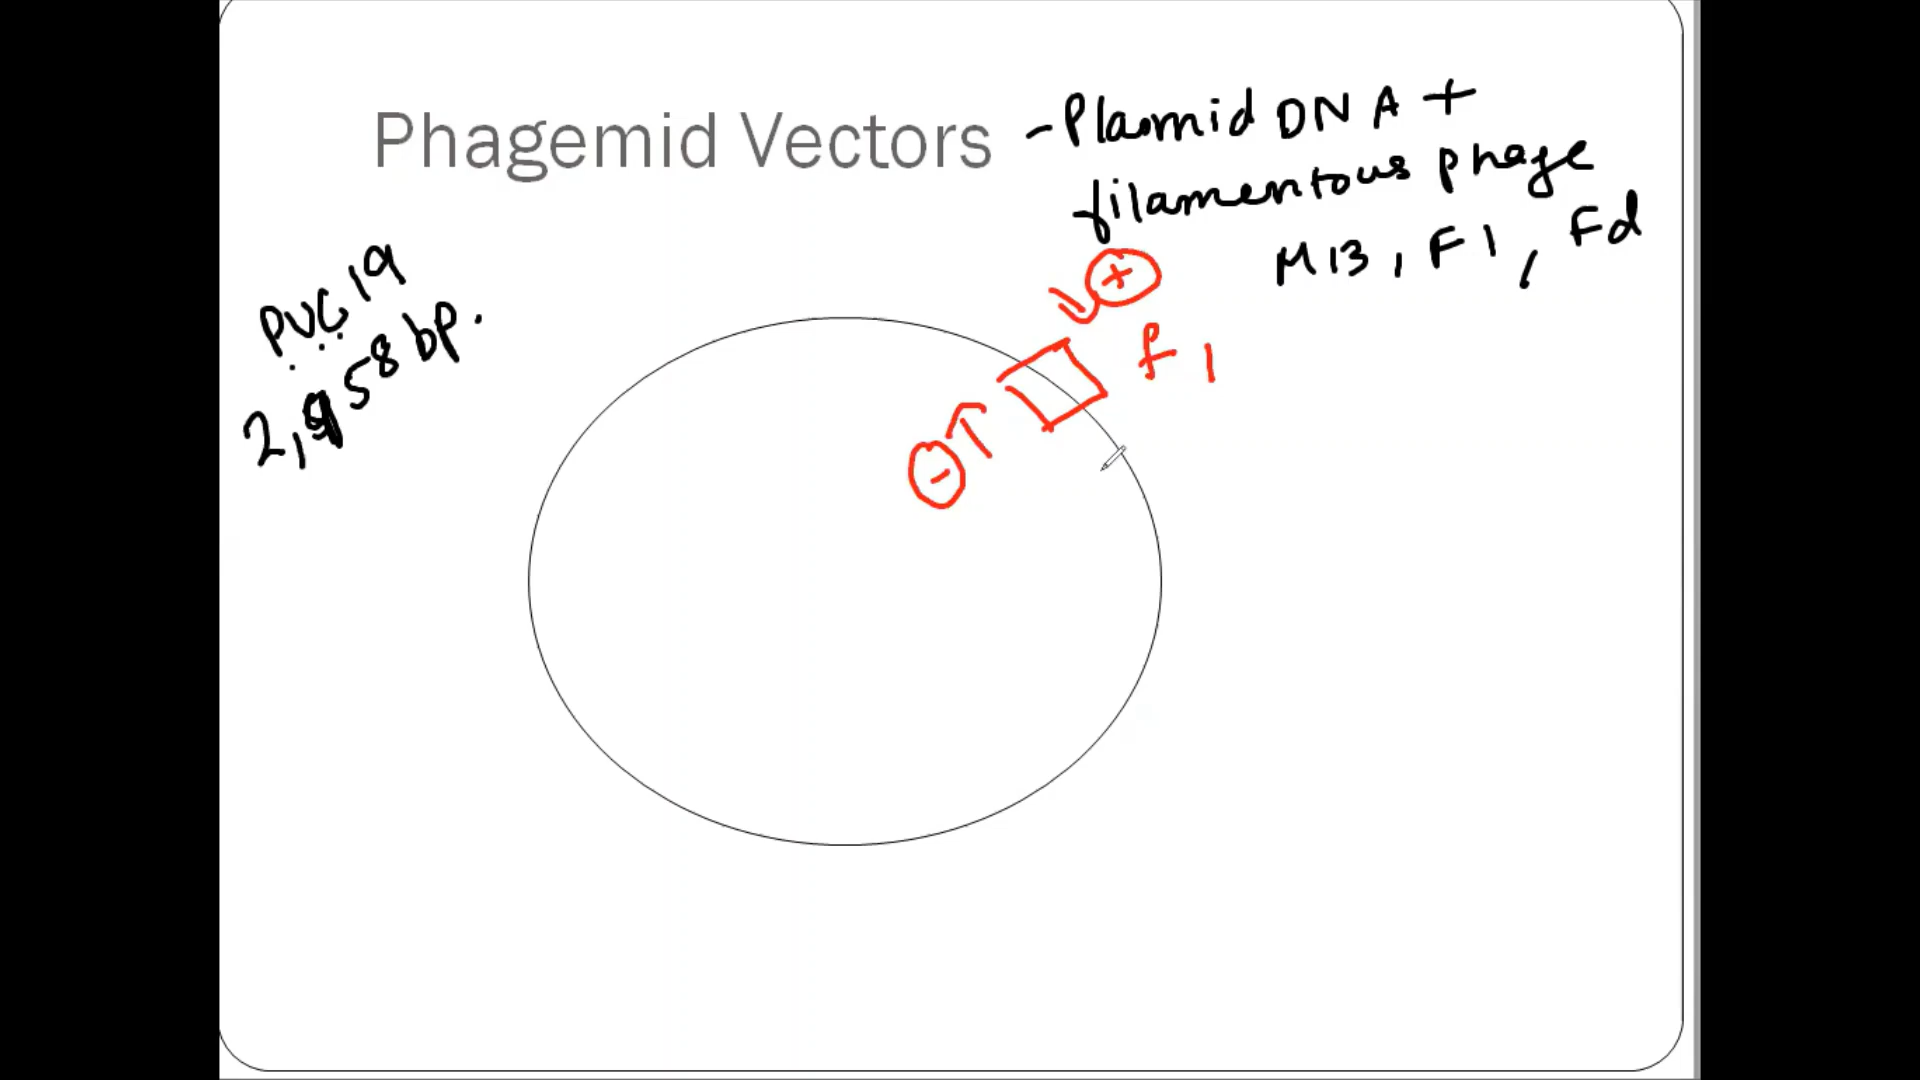 Phagemid Vectors
- Plasmid DNA +
filamentous phage
M13, F1, Fd
PUC19
2,958 bp.
+
f1
-